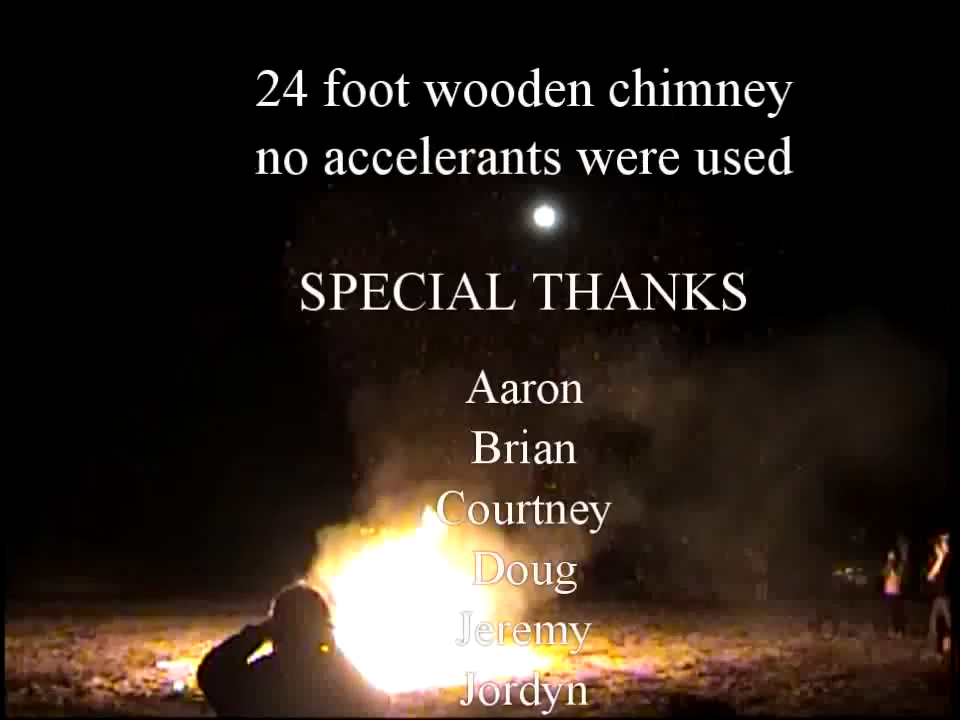 24 foot wooden chimney
no accelerants were used
SPECIAL THANKS
Aaron
Brian
Courtney
Doug
Jeremy
Jordyn